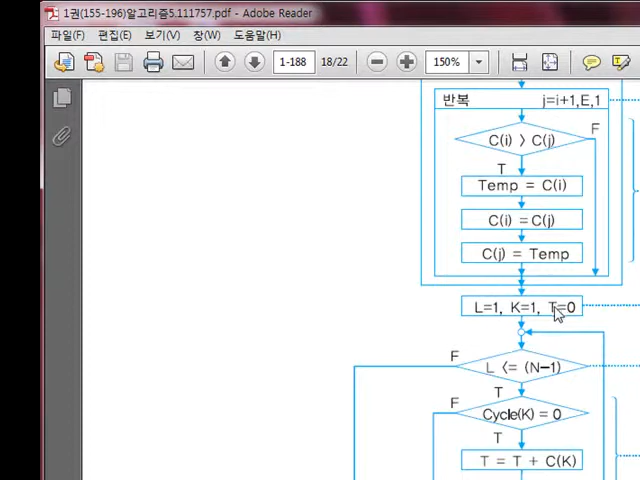 1권(155-196)알고리즘5.111757.pdf - Adobe Reader
파일(F) 편집(E) 보기(V) 창(W) 도움말(H)
1-188 18/22 150%
반복 j=i+1,E,1
C(i) > C(j) F
T
Temp = C(i)
C(i) = C(j)
C(j) = Temp
L=1, K=1, T=0
F L <= (N-1)
T
F Cycle(K) = 0
T
T = T + C(K)